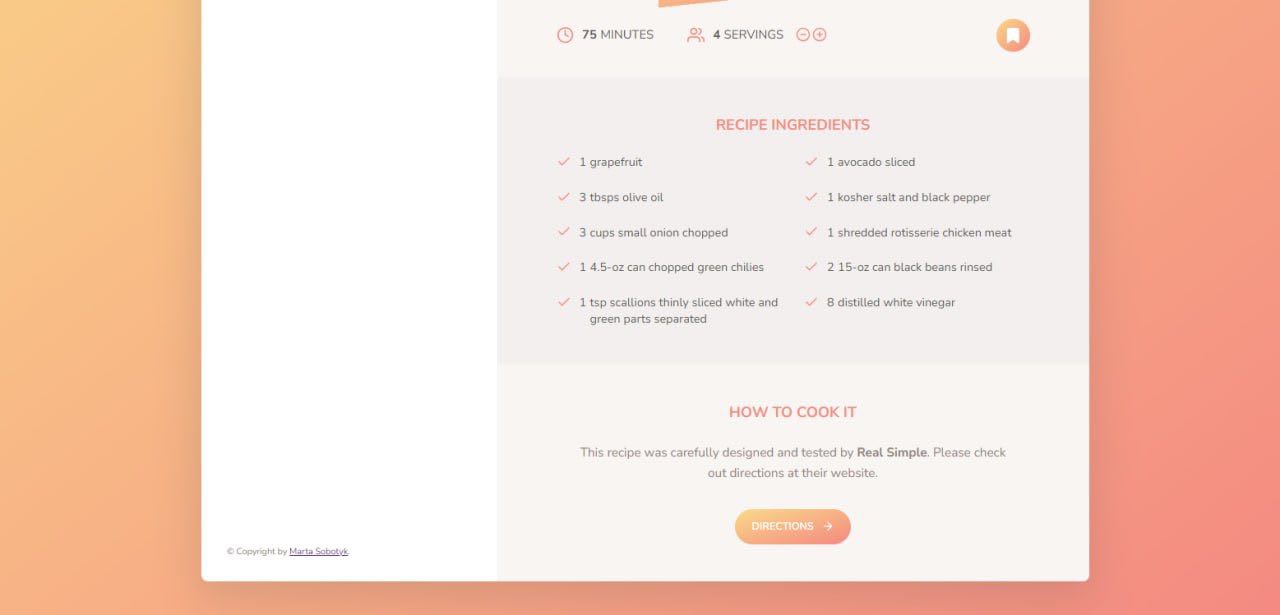 75 MINUTES
4 SERVINGS
RECIPE INGREDIENTS
1 grapefruit
1 avocado sliced
3 tbsps olive oil
1 kosher salt and black pepper
3 cups small onion chopped
1 shredded rotisserie chicken meat
1 4.5-oz can chopped green chilies
2 15-oz can black beans rinsed
1 tsp scallions thinly sliced white and
green parts separated
8 distilled white vinegar
HOW TO COOK IT
This recipe was carefully designed and tested by Real Simple. Please check
out directions at their website.
DIRECTIONS
© Copyright by Marta Sobotyk.